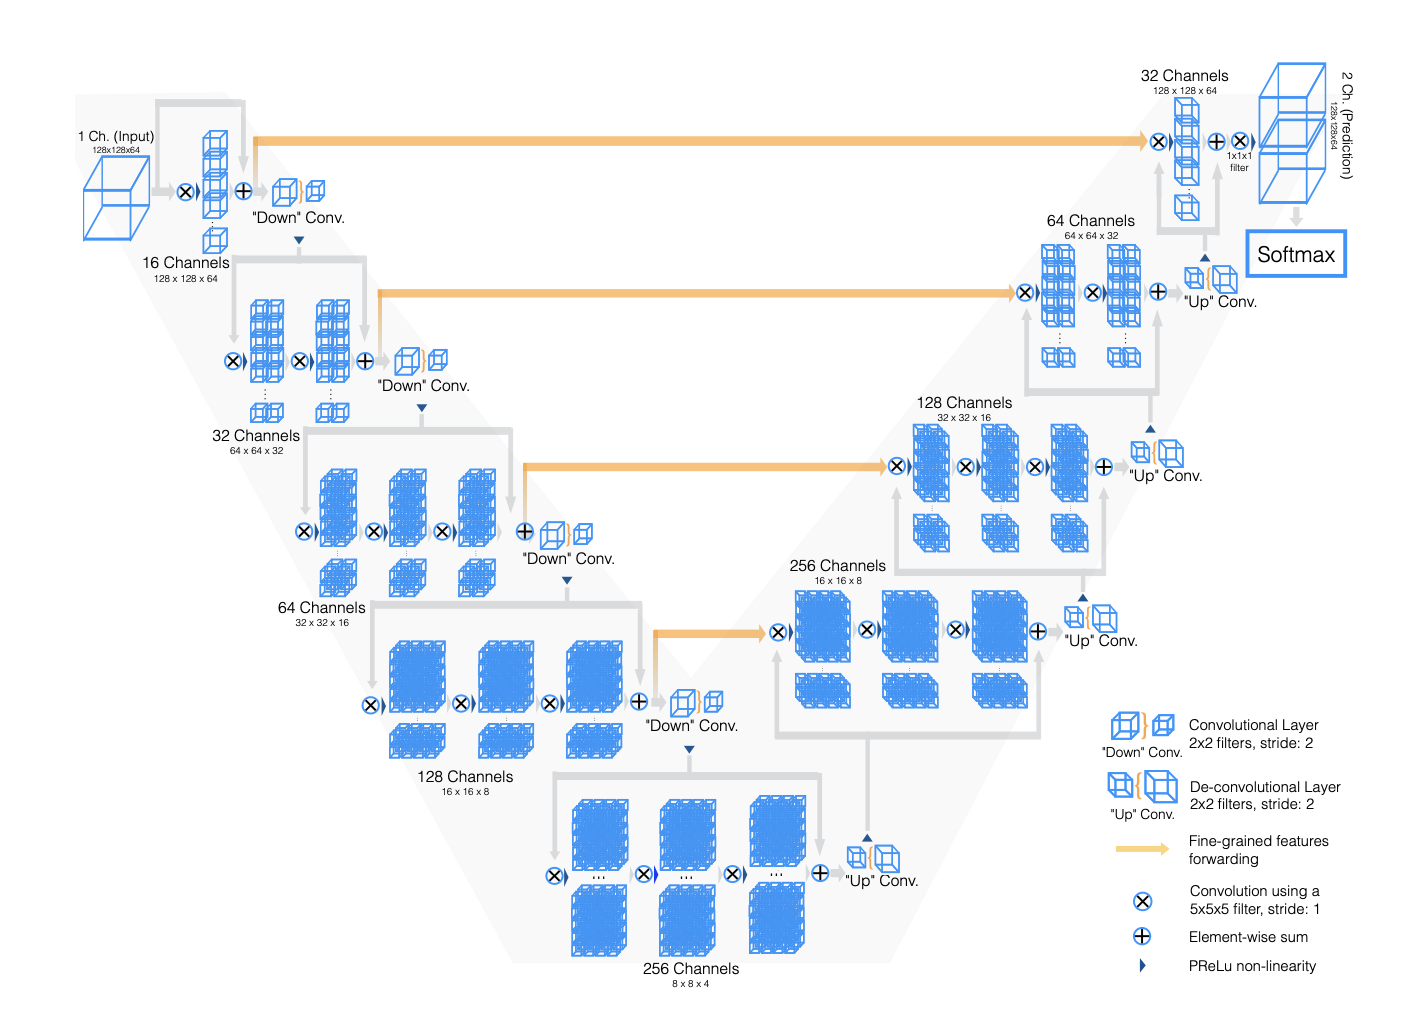 1 Ch. (Input)
128x128x64
"Down" Conv.
16 Channels
128 x 128 x 64
"Down" Conv.
32 Channels
64 x 64 x 32
"Down" Conv.
64 Channels
32 x 32 x 16
"Down" Conv.
128 Channels
16 x 16 x 8
...
...
...
256 Channels
8 x 8 x 4
"Up" Conv.
256 Channels
16 x 16 x 8
"Up" Conv.
128 Channels
32 x 32 x 16
"Up" Conv.
64 Channels
64 x 64 x 32
"Up" Conv.
32 Channels
128 x 128 x 64
1x1x1
filter
2 Ch. (Prediction)
128x128x64
Softmax
"Down" Conv.
Convolutional Layer
2x2 filters, stride: 2
"Up" Conv.
De-convolutional Layer
2x2 filters, stride: 2
Fine-grained features
forwarding
Convolution using a
5x5x5 filter, stride: 1
Element-wise sum
PReLu non-linearity